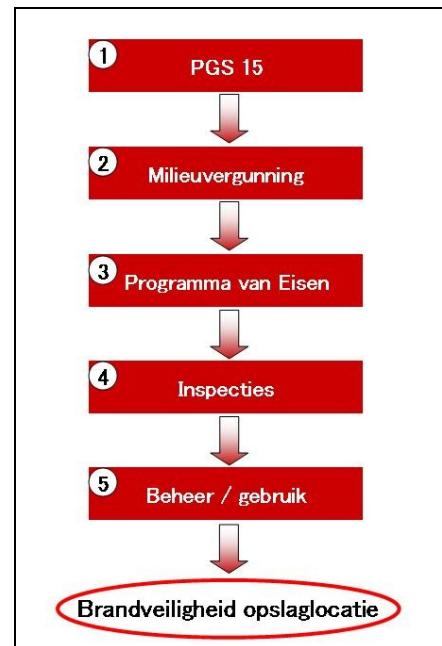 1
PGS 15
2
Milieuvergunning
3
Programma van Eisen
4
Inspecties
5
Beheer / gebruik
Brandveiligheid opslaglocatie